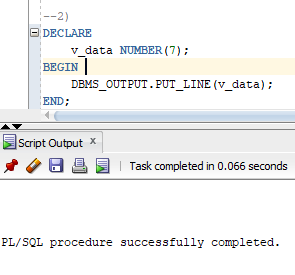 --2)
DECLARE
v_data NUMBER(7);
BEGIN
DBMS_OUTPUT.PUT_LINE(v_data);
END;
Script Output x
Task completed in 0.066 seconds
PL/SQL procedure successfully completed.